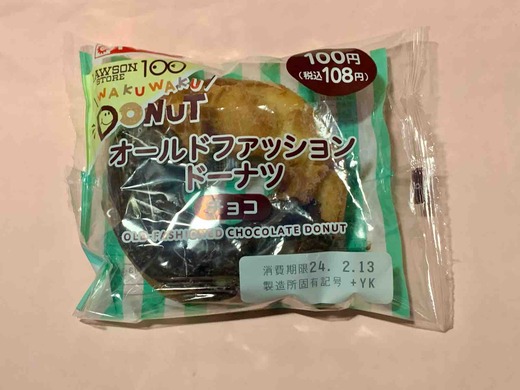 LAWSON 100
STORE
WAKUWAKU
DONUT
100円
(税込108円)
オールドファッション
ドーナツ
チョコ
OLD-FASHIONED CHOCOLATE DONUT
消費期限24. 2.13
製造所固有記号 +YK